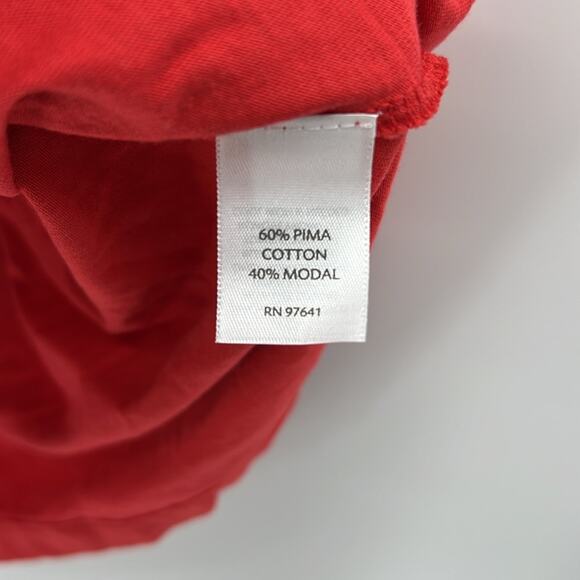 60% PIMA
COTTON
40% MODAL
RN 97641